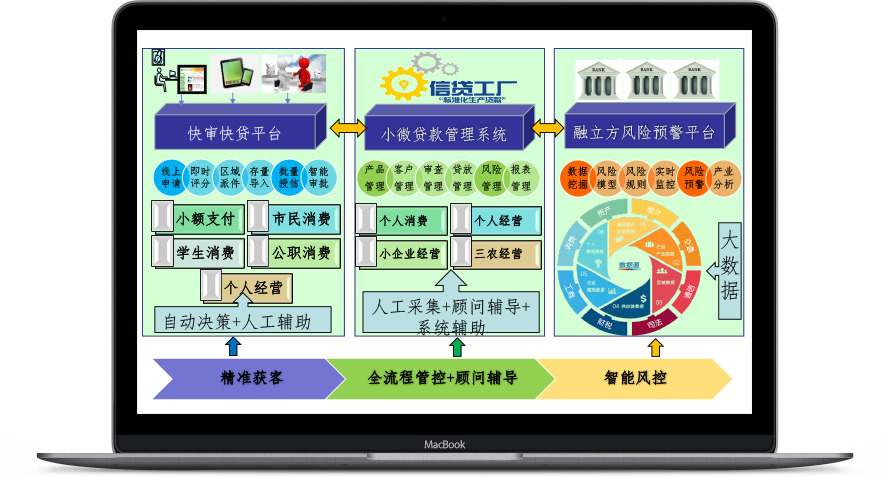 信贷工厂
"标准化生产贷款"
BANK
BANK
BANK
快审快贷平台
小微贷款管理系统
融立方风险预警平台
线上申请
即时评分
区域派件
存量导入
批量授信
智能审批
产品管理
客户管理
审查管理
贷放管理
风险管理
报表管理
数据挖掘
风险模型
风险规则
实时监控
风险预警
产业分析
小额支付
市民消费
学生消费
公职消费
个人经营
自动决策+人工辅助
个人消费
个人经营
小企业经营
三农经营
人工采集+顾问辅导+
系统辅助
资产
统计
交通
通信
司法
财税
工商
消费
数据源
01
02
03
04
05
06
大数据
精准获客
全流程管控+顾问辅导
智能风控
MacBook